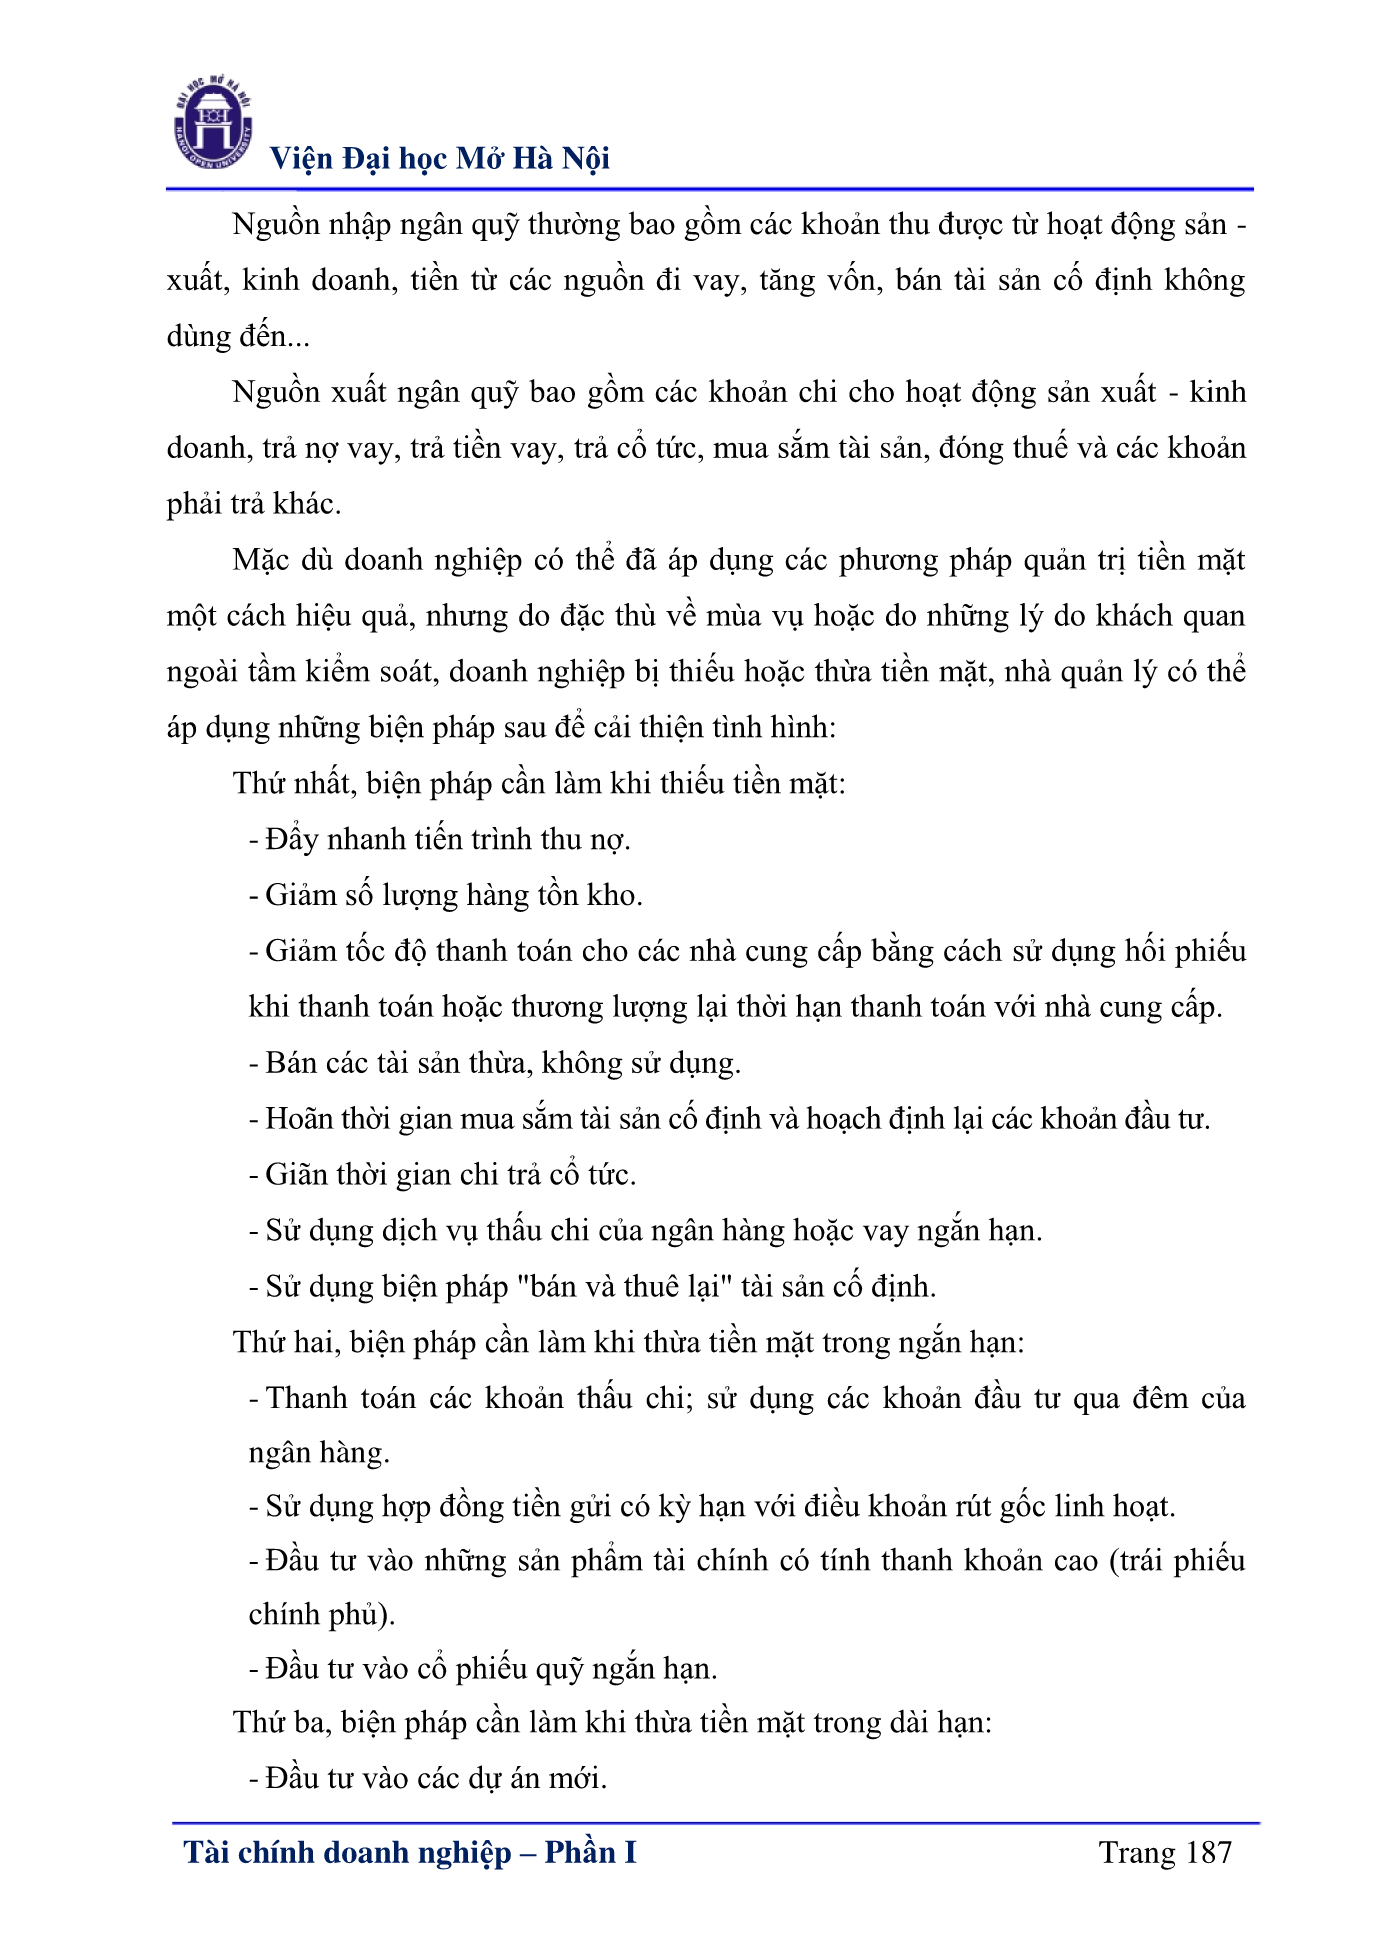 ĐẠI HỌC MỞ HÀ NỘI
HANOI OPEN UNIVERSITY
Viện Đại học Mở Hà Nội
Nguồn nhập ngân quỹ thường bao gồm các khoản thu được từ hoạt động sản -
xuất, kinh doanh, tiền từ các nguồn đi vay, tăng vốn, bán tài sản cố định không
dùng đến...
Nguồn xuất ngân quỹ bao gồm các khoản chi cho hoạt động sản xuất - kinh
doanh, trả nợ vay, trả tiền vay, trả cổ tức, mua sắm tài sản, đóng thuế và các khoản
phải trả khác.
Mặc dù doanh nghiệp có thể đã áp dụng các phương pháp quản trị tiền mặt
một cách hiệu quả, nhưng do đặc thù về mùa vụ hoặc do những lý do khách quan
ngoài tầm kiểm soát, doanh nghiệp bị thiếu hoặc thừa tiền mặt, nhà quản lý có thể
áp dụng những biện pháp sau để cải thiện tình hình:
Thứ nhất, biện pháp cần làm khi thiếu tiền mặt:
- Đẩy nhanh tiến trình thu nợ.
- Giảm số lượng hàng tồn kho.
- Giảm tốc độ thanh toán cho các nhà cung cấp bằng cách sử dụng hối phiếu
khi thanh toán hoặc thương lượng lại thời hạn thanh toán với nhà cung cấp.
- Bán các tài sản thừa, không sử dụng.
- Hoãn thời gian mua sắm tài sản cố định và hoạch định lại các khoản đầu tư.
- Giãn thời gian chi trả cổ tức.
- Sử dụng dịch vụ thấu chi của ngân hàng hoặc vay ngắn hạn.
- Sử dụng biện pháp "bán và thuê lại" tài sản cố định.
Thứ hai, biện pháp cần làm khi thừa tiền mặt trong ngắn hạn:
- Thanh toán các khoản thấu chi; sử dụng các khoản đầu tư qua đêm của
ngân hàng.
- Sử dụng hợp đồng tiền gửi có kỳ hạn với điều khoản rút gốc linh hoạt.
- Đầu tư vào những sản phẩm tài chính có tính thanh khoản cao (trái phiếu
chính phủ).
- Đầu tư vào cổ phiếu quỹ ngắn hạn.
Thứ ba, biện pháp cần làm khi thừa tiền mặt trong dài hạn:
- Đầu tư vào các dự án mới.
Tài chính doanh nghiệp – Phần I
Trang 187